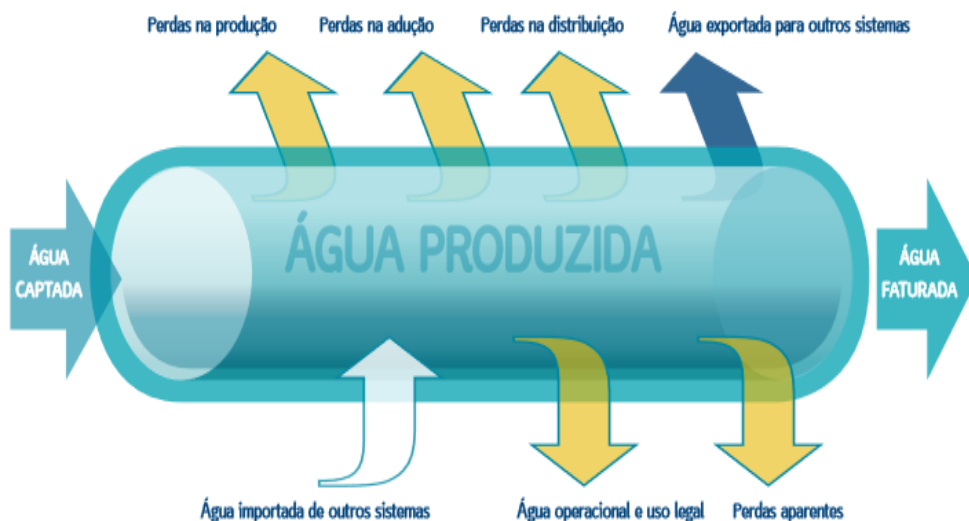 Perdas na produção
Perdas na adução
Perdas na distribuição
Água exportada para outros sistemas
ÁGUA PRODUZIDA
ÁGUA
CAPTADA
ÁGUA
FATURADA
Água importada de outros sistemas
Água operacional e uso legal
Perdas aparentes